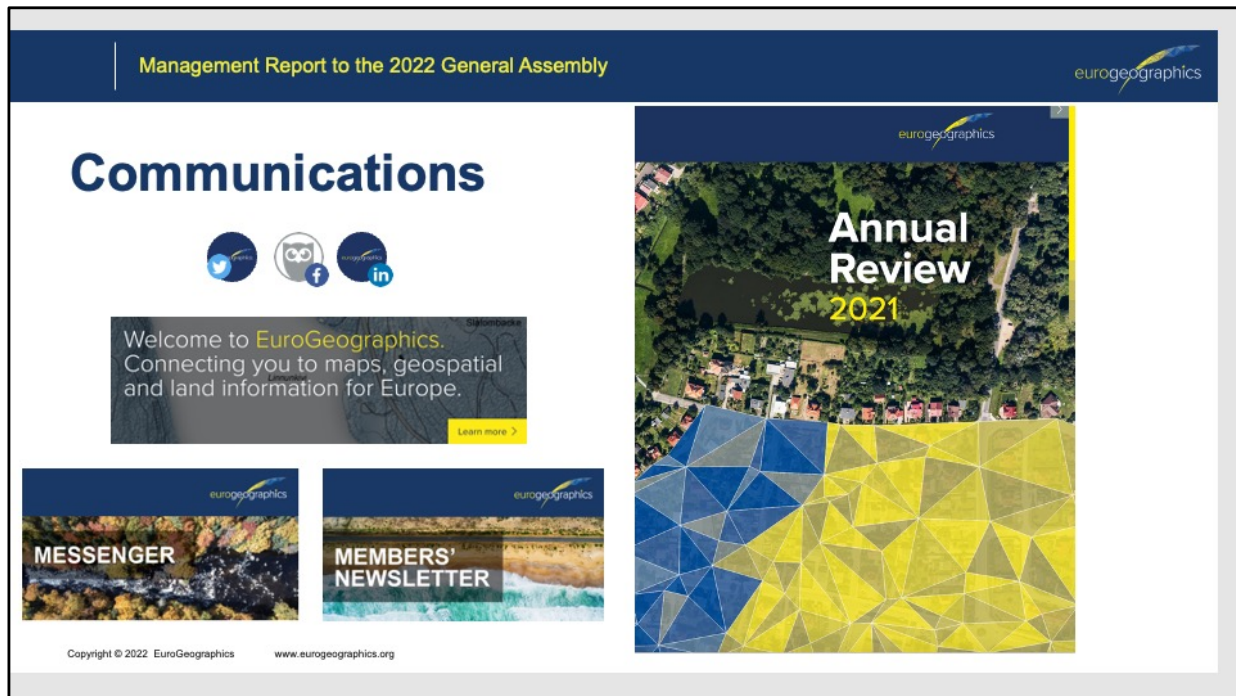 Management Report to the 2022 General Assembly
eurogeographics
Communications
eurogeographics
in
Welcome to EuroGeographics.
Connecting you to maps, geospatial
and land information for Europe.
Learn more >
eurogeographics
MESSENGER
eurogeographics
MEMBERS'
NEWSLETTER
eurogeographics
Annual
Review
2021
Copyright © 2022 EuroGeographics
www.eurogeographics.org